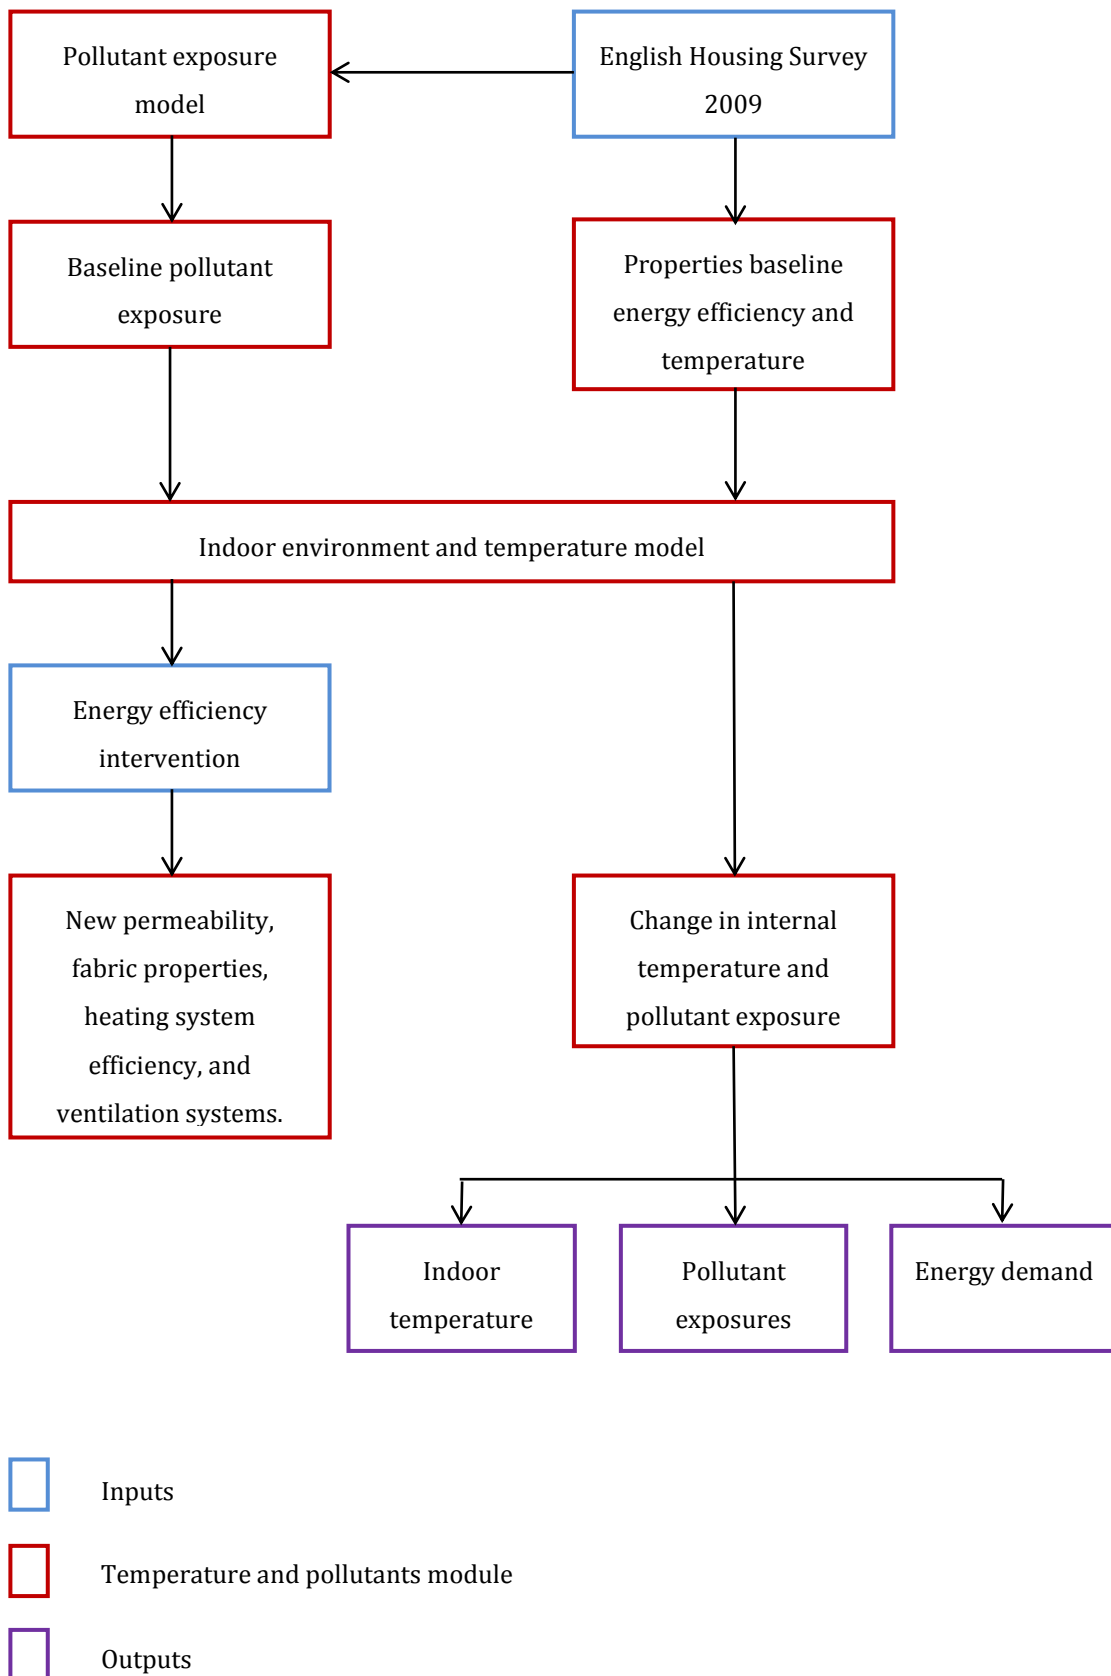 Pollutant exposure
model
English Housing Survey
2009
Baseline pollutant
exposure
Properties baseline
energy efficiency and
temperature
Indoor environment and temperature model
Energy efficiency
intervention
New permeability,
fabric properties,
heating system
efficiency, and
ventilation systems.
Change in internal
temperature and
pollutant exposure
Indoor
temperature
Pollutant
exposures
Energy demand
Inputs
Temperature and pollutants module
Outputs